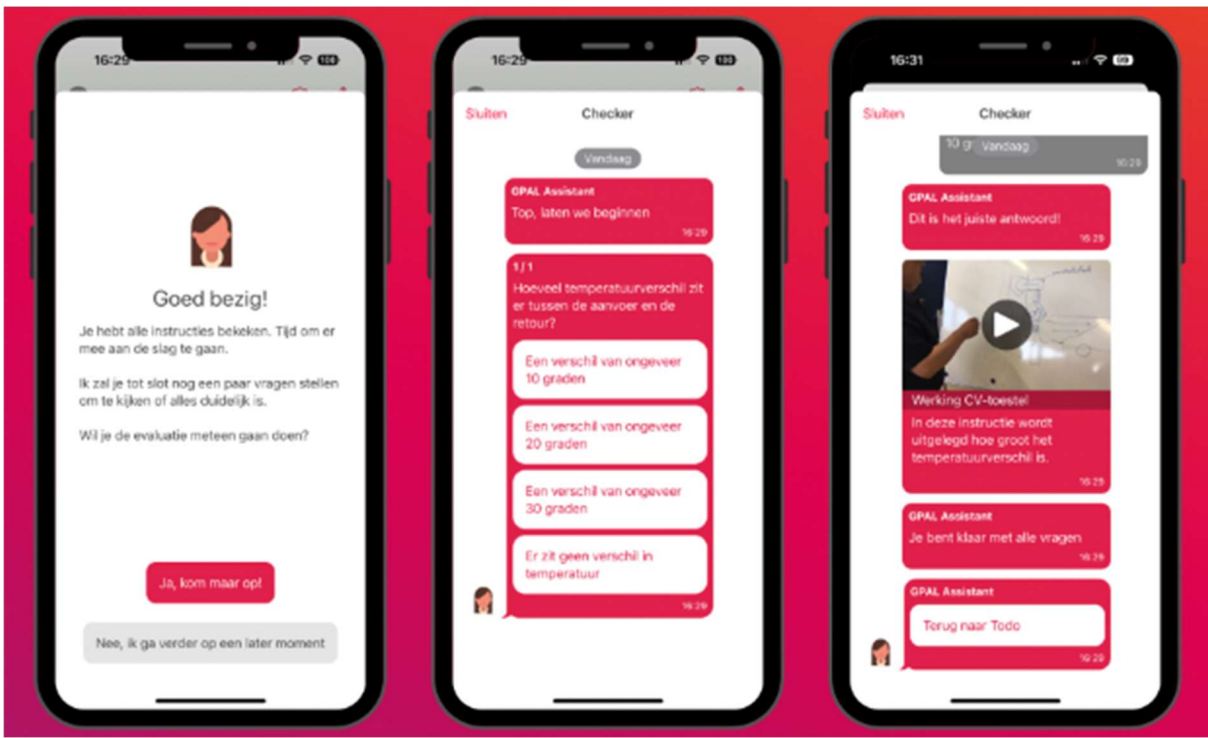 16:29
100
Goed bezig!
Je hebt alle instructies bekeken. Tijd om er
mee aan de slag te gaan.
Ik zal je tot slot nog een paar vragen stellen
om te kijken of alles duidelijk is.
Wil je de evaluatie meteen gaan doen?
Ja, kom maar op!
Nee, ik ga verder op een later moment
16:29
100
Sluiten
Checker
Vandaag
GPAL Assistant
Top, laten we beginnen
16:29
1/1
Hoeveel temperatuurverschil zit
er tussen de aanvoer en de
retour?
Een verschil van ongeveer
10 graden
Een verschil van ongeveer
20 graden
Een verschil van ongeveer
30 graden
Er zit geen verschil in
temperatuur
16:29
16:31
99
Sluiten
Checker
10 gr
Vandaag
16:29
GPAL Assistant
Dit is het juiste antwoord!
16:29
Werking CV-toestel
In deze instructie wordt
uitgelegd hoe groot het
temperatuurverschil is.
16:29
GPAL Assistant
Je bent klaar met alle vragen
16:29
GPAL Assistant
Terug naar Todo
16:29